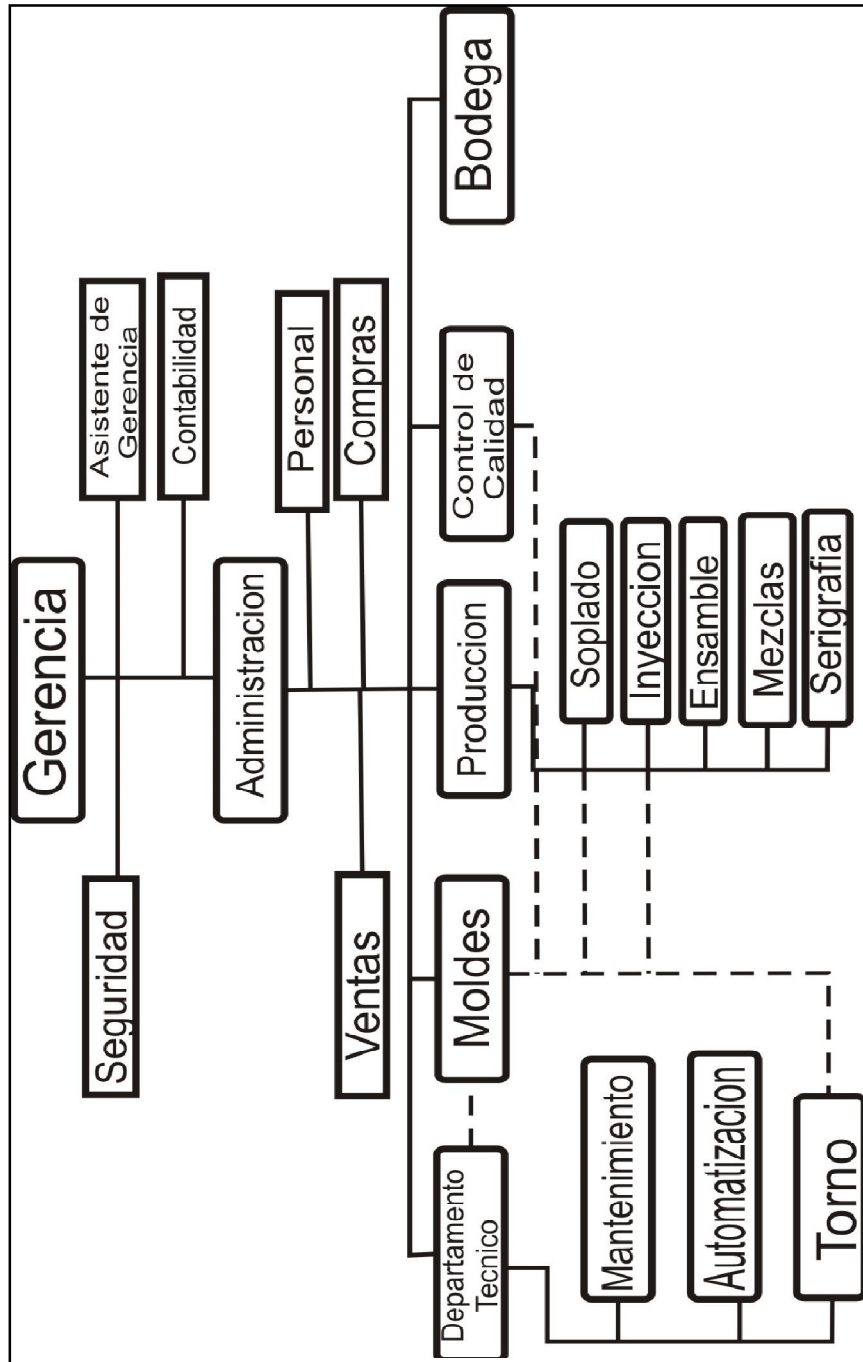 Gerencia
Seguridad
Asistente de
Gerencia
Contabilidad
Administracion
Personal
Ventas
Compras
Departamento
Tecnico
Moldes
Produccion
Control de
Calidad
Bodega
Mantenimiento
Automatizacion
Torno
Soplado
Inyeccion
Ensamble
Mezclas
Serigrafia